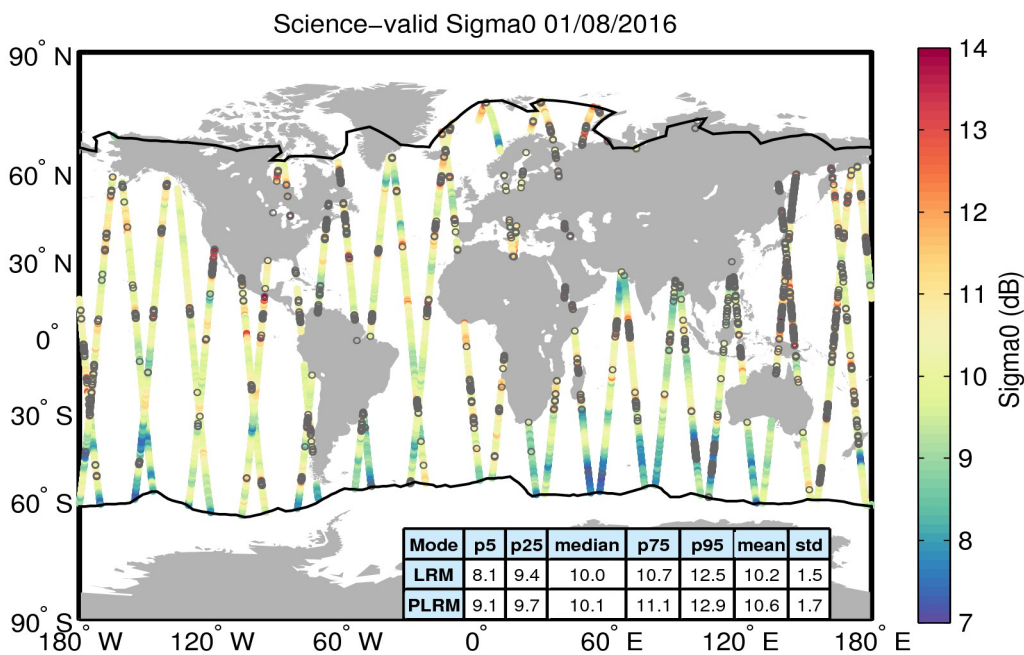 Science−valid Sigma0 01/08/2016
90° N
60° N
30° N
0°
30° S
60° S
90° S
180° W
120° W
60° W
0°
60° E
120° E
180° E
Mode p5 p25 median p75 p95 mean std
LRM 8.1 9.4 10.0 10.7 12.5 10.2 1.5
PLRM 9.1 9.7 10.1 11.1 12.9 10.6 1.7
14
13
12
11
10
9
8
7
Sigma0 (dB)